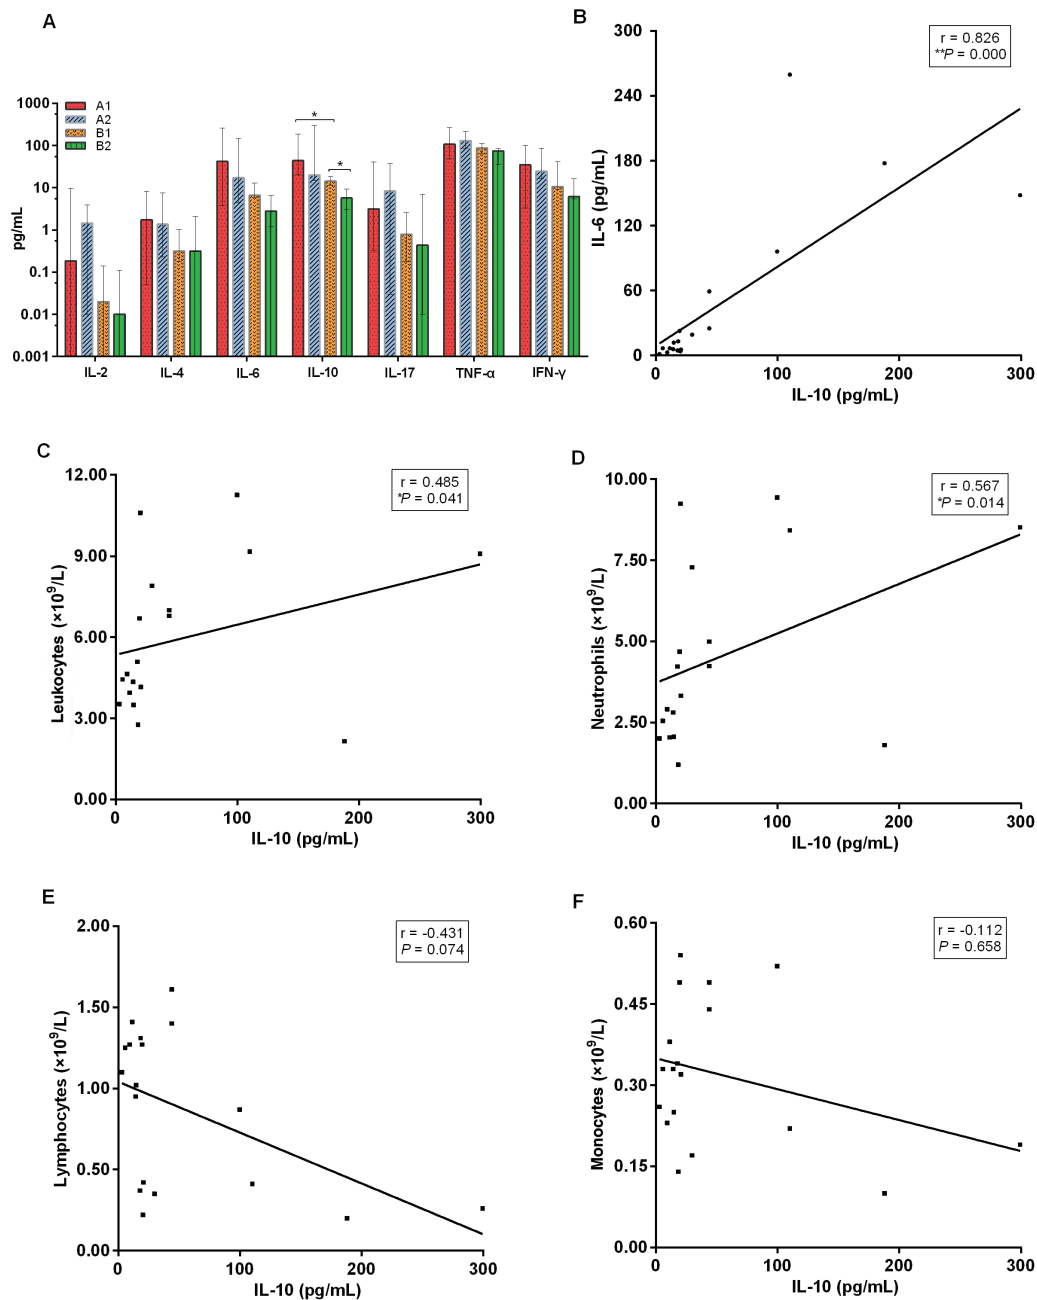 A
A1
A2
B1
B2
1000
100
10
1
0.1
0.01
0.001
pg/mL
*
*
IL-2 IL-4 IL-6 IL-10 IL-17 TNF-α IFN-γ
B
r = 0.826
**P = 0.000
300
240
180
120
60
0
IL-6 (pg/mL)
0 100 200 300
IL-10 (pg/mL)
C
r = 0.485
*P = 0.041
12.00
9.00
6.00
3.00
0.00
Leukocytes (×10⁹/L)
0 100 200 300
IL-10 (pg/mL)
D
r = 0.567
*P = 0.014
10.00
7.50
5.00
2.50
0.00
Neutrophils (×10⁹/L)
0 100 200 300
IL-10 (pg/mL)
E
r = -0.431
P = 0.074
2.00
1.50
1.00
0.50
0.00
Lymphocytes (×10⁹/L)
0 100 200 300
IL-10 (pg/mL)
F
r = -0.112
P = 0.658
0.60
0.45
0.30
0.15
0.00
Monocytes (×10⁹/L)
0 100 200 300
IL-10 (pg/mL)